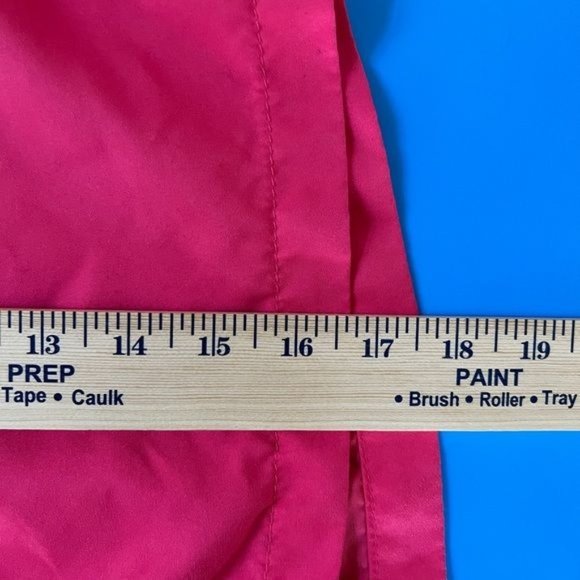 13 14 15 16 17 18 19
PREP PAINT
Tape • Caulk • Brush • Roller • Tray •